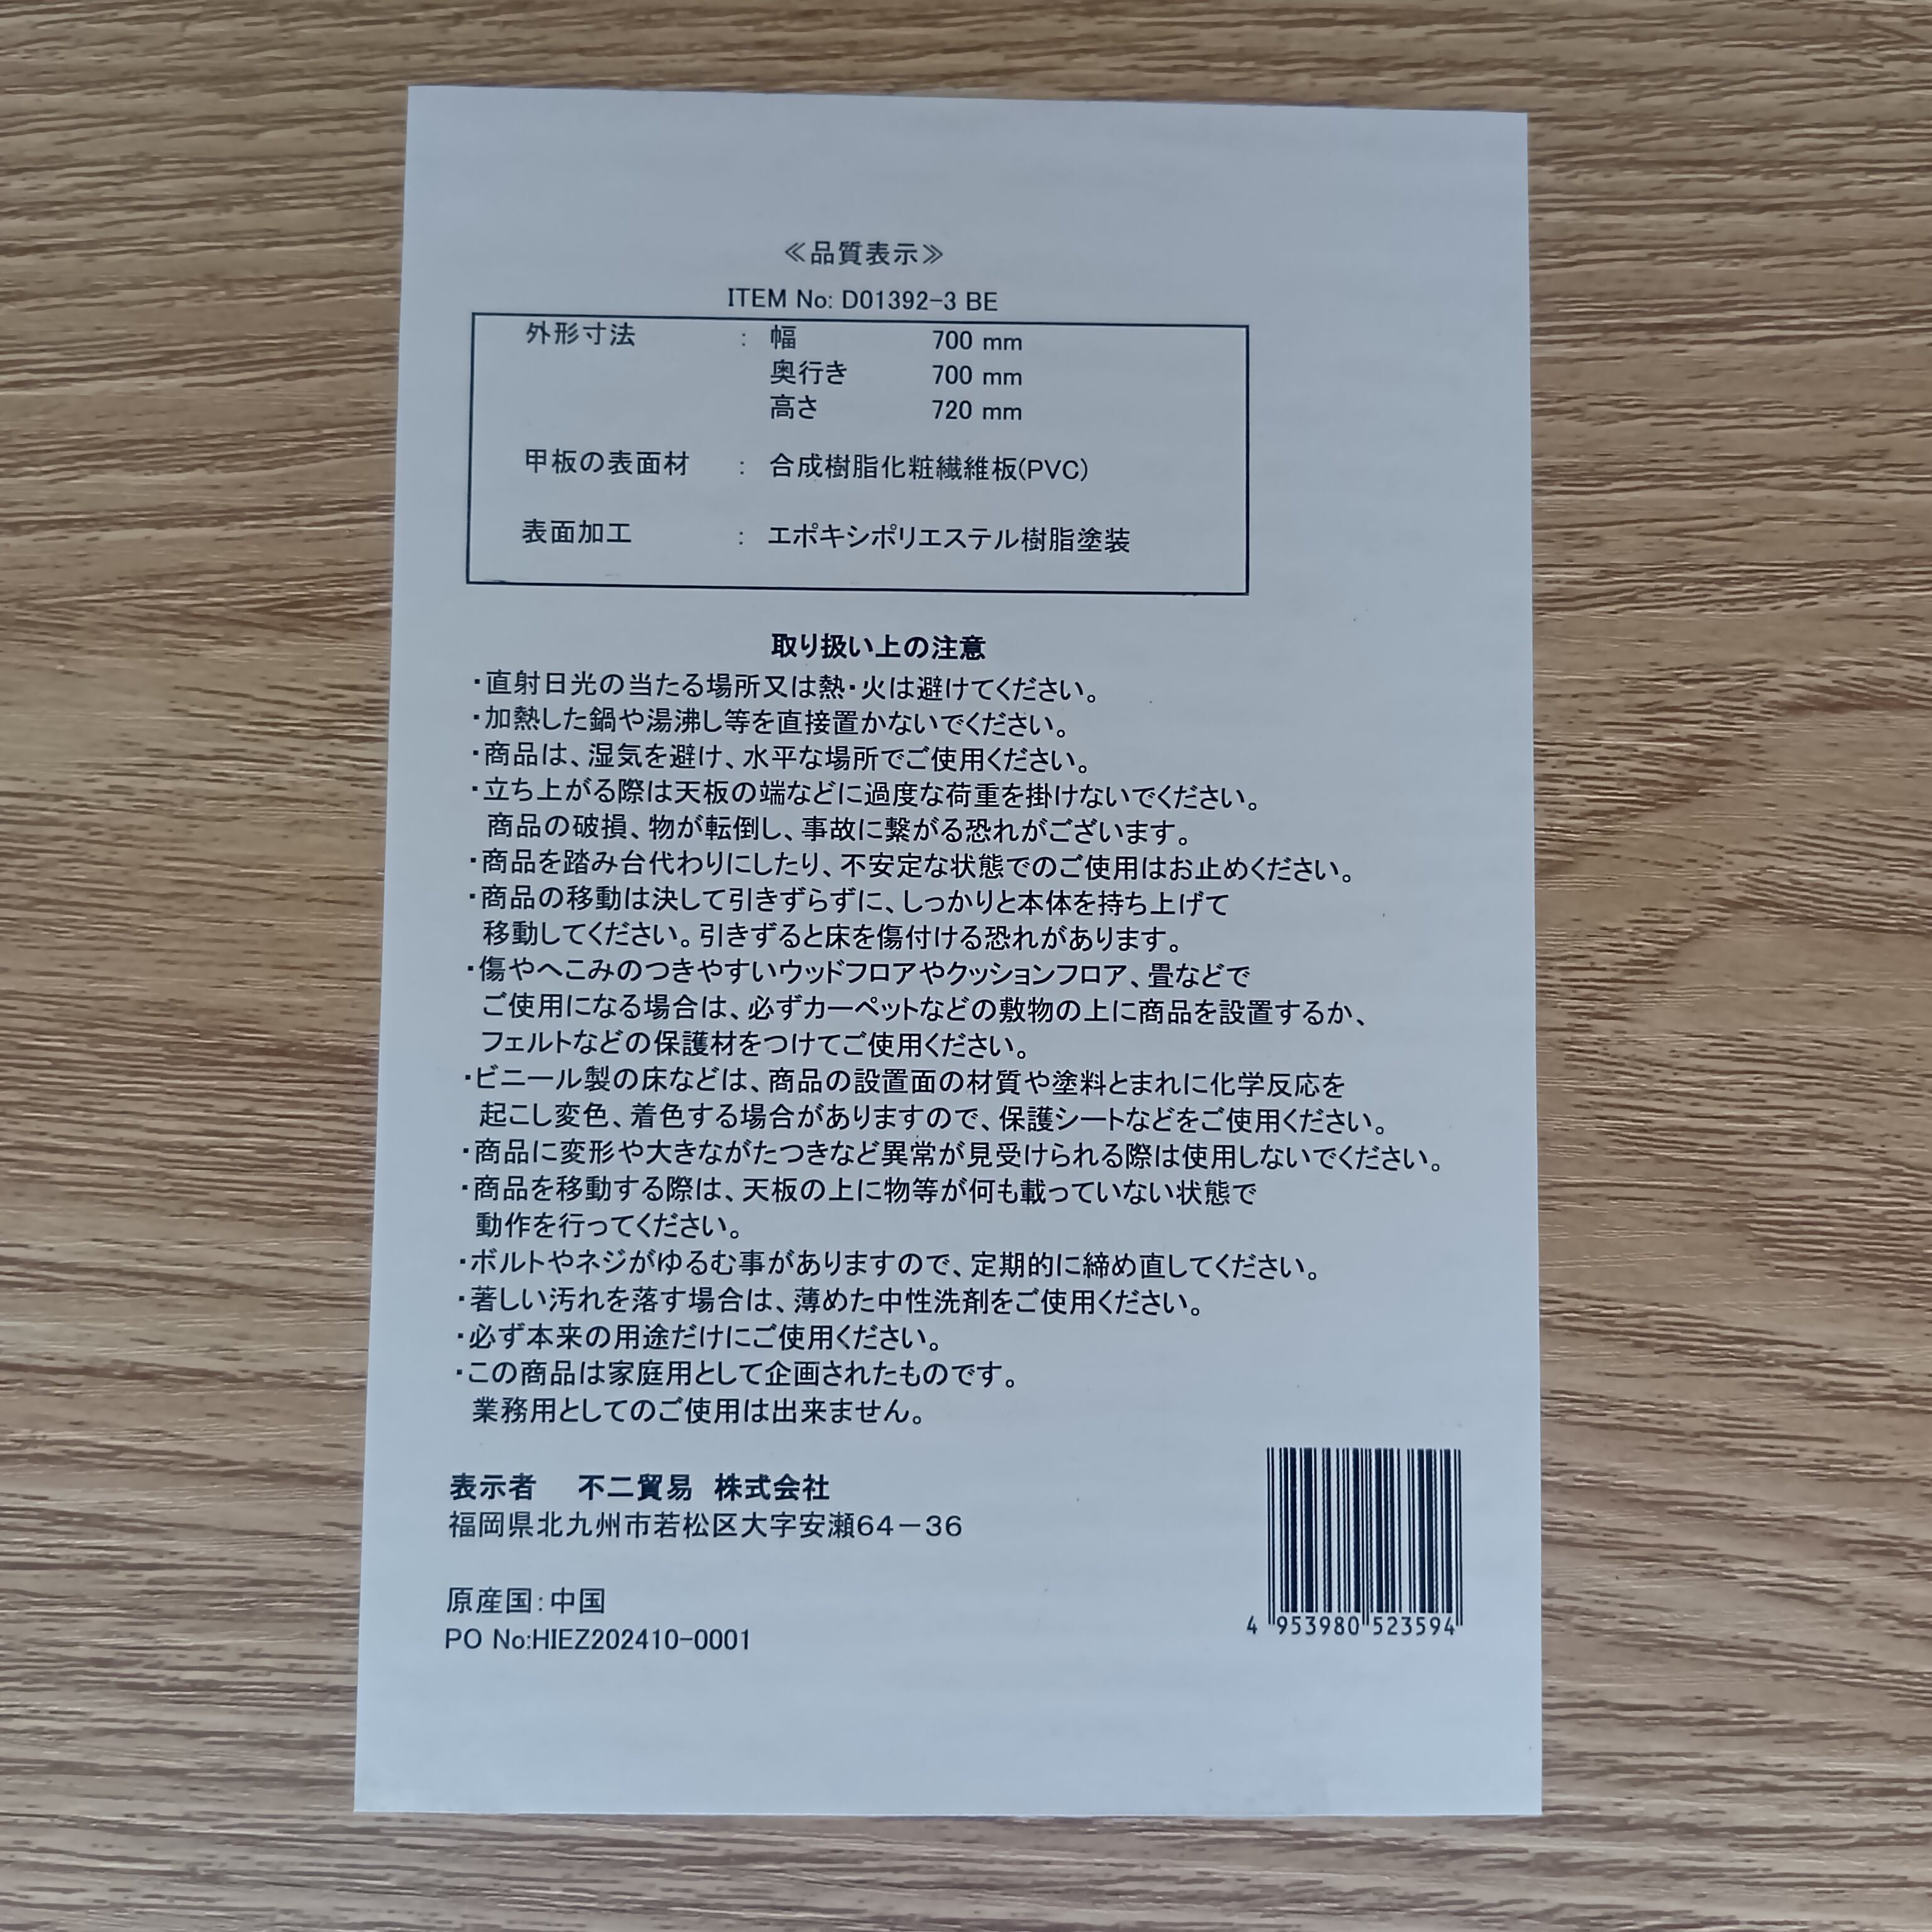 ≪品質表示≫
ITEM No: D01392-3 BE
外形寸法 : 幅 700 mm
奥行き 700 mm
高さ 720 mm
甲板の表面材 : 合成樹脂化粧繊維板(PVC)
表面加工 : エポキシポリエステル樹脂塗装
取り扱い上の注意
・直射日光の当たる場所又は熱・火は避けてください。
・加熱した鍋や湯沸し等を直接置かないでください。
・商品は、湿気を避け、水平な場所でご使用ください。
・立ち上がる際は天板の端などに過度な荷重を掛けないでください。
商品の破損、物が転倒し、事故に繋がる恐れがございます。
・商品を踏み台代わりにしたり、不安定な状態でのご使用はお止めください。
・商品の移動は決して引きずらずに、しっかりと本体を持ち上げて
移動してください。引きずると床を傷付ける恐れがあります。
・傷やへこみのつきやすいウッドフロアやクッションフロア、畳などで
ご使用になる場合は、必ずカーペットなどの敷物の上に商品を設置するか、
フェルトなどの保護材をつけてご使用ください。
・ビニール製の床などは、商品の設置面の材質や塗料とまれに化学反応を
起こし変色、着色する場合がありますので、保護シートなどをご使用ください。
・商品に変形や大きながたつきなど異常が見受けられる際は使用しないでください。
・商品を移動する際は、天板の上に物等が何も載っていない状態で
動作を行ってください。
・ボルトやネジがゆるむ事がありますので、定期的に締め直してください。
・著しい汚れを落す場合は、薄めた中性洗剤をご使用ください。
・必ず本来の用途だけにご使用ください。
・この商品は家庭用として企画されたものです。
業務用としてのご使用は出来ません。
表示者 不二貿易 株式会社
福岡県北九州市若松区大字安瀬64－36
原産国:中国
PO No:HIEZ202410-0001
4 953980 523594